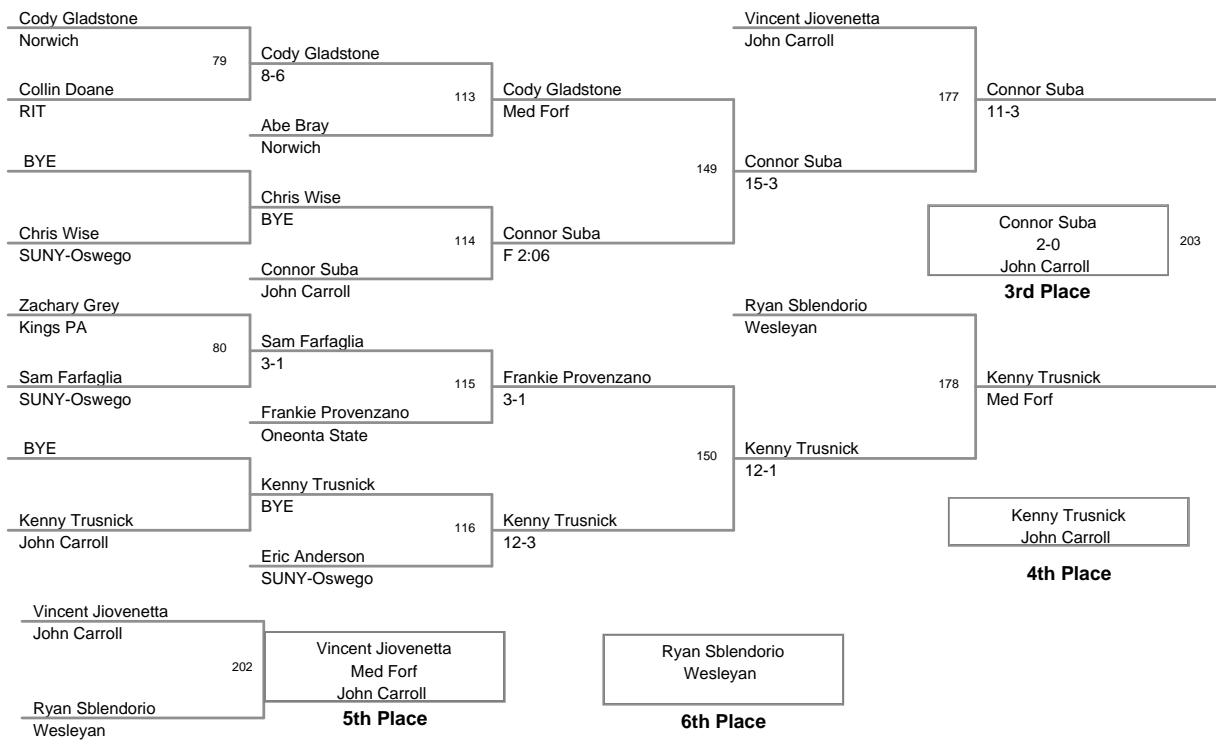 Cody Gladstone
Norwich
79
Collin Doane
RIT
BYE
Chris Wise
SUNY-Oswego
Zachary Grey
Kings PA
80
Sam Farfaglia
SUNY-Oswego
BYE
Kenny Trusnick
John Carroll
Cody Gladstone
8-6
113
Abe Bray
Norwich
Chris Wise
BYE
114
Connor Suba
John Carroll
Sam Farfaglia
3-1
115
Frankie Provenzano
Oneonta State
Kenny Trusnick
BYE
116
Eric Anderson
SUNY-Oswego
Cody Gladstone
Med Forf
149
Connor Suba
F 2:06
Frankie Provenzano
3-1
150
Kenny Trusnick
12-3
Vincent Jiovenetta
John Carroll
177
Connor Suba
15-3
Ryan Sblendorio
Wesleyan
178
Kenny Trusnick
12-1
Connor Suba
11-3
Connor Suba
2-0
John Carroll
203
3rd Place
Kenny Trusnick
Med Forf
Kenny Trusnick
John Carroll
4th Place
Vincent Jiovenetta
John Carroll
202
Ryan Sblendorio
Wesleyan
Vincent Jiovenetta
Med Forf
John Carroll
5th Place
Ryan Sblendorio
Wesleyan
6th Place